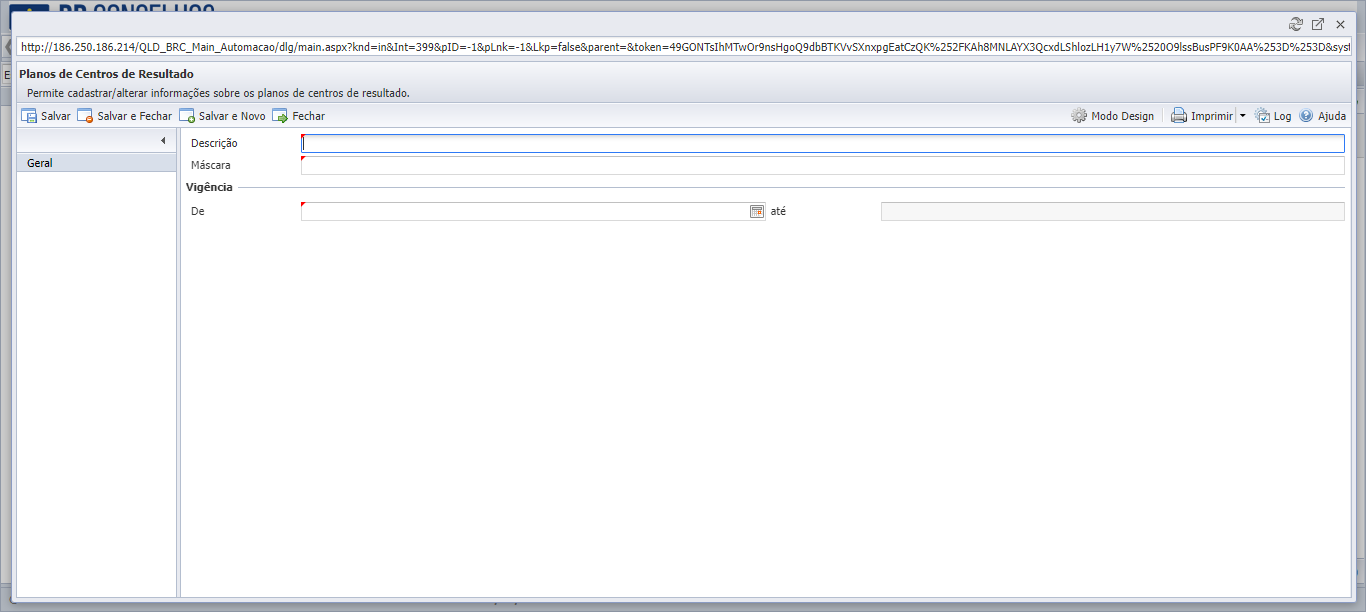 http://186.250.186.214/QLD_BRC_Main_Automacao/dlg/main.aspx?knd=in&Int=399&pID=-1&pLnk=-1&Lkp=false&parent=&token=49GONTsIhMTwOr9nsHgoQ9dbBTKVvSXnxpgEatCzQK%252FKAh8MNLAYX3QcxdLShlozLH1y7W%2520O9lssBusPF9K0AA%253D%253D&syst
Planos de Centros de Resultado
Permite cadastrar/alterar informações sobre os planos de centros de resultado.
Salvar Salvar e Fechar Salvar e Novo Fechar Modo Design Imprimir Log Ajuda
Geral
Descrição
Máscara
Vigência
De até